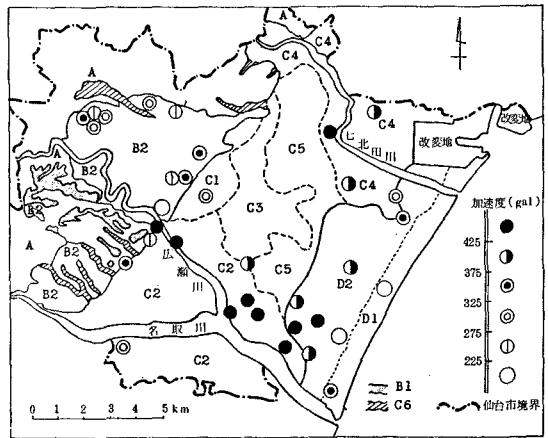 A
C4
C4
A
C4
改変地
改変地
B2
C5
七北田川
A
B2
C1
C4
加速度(gal)
B2
C3
425
A
広瀬川
C2
C5
375
D2
325
B2
C2
D1
275
名取川
225
C2
B1
C6
仙台市境界
0 1 2 3 4 5 km